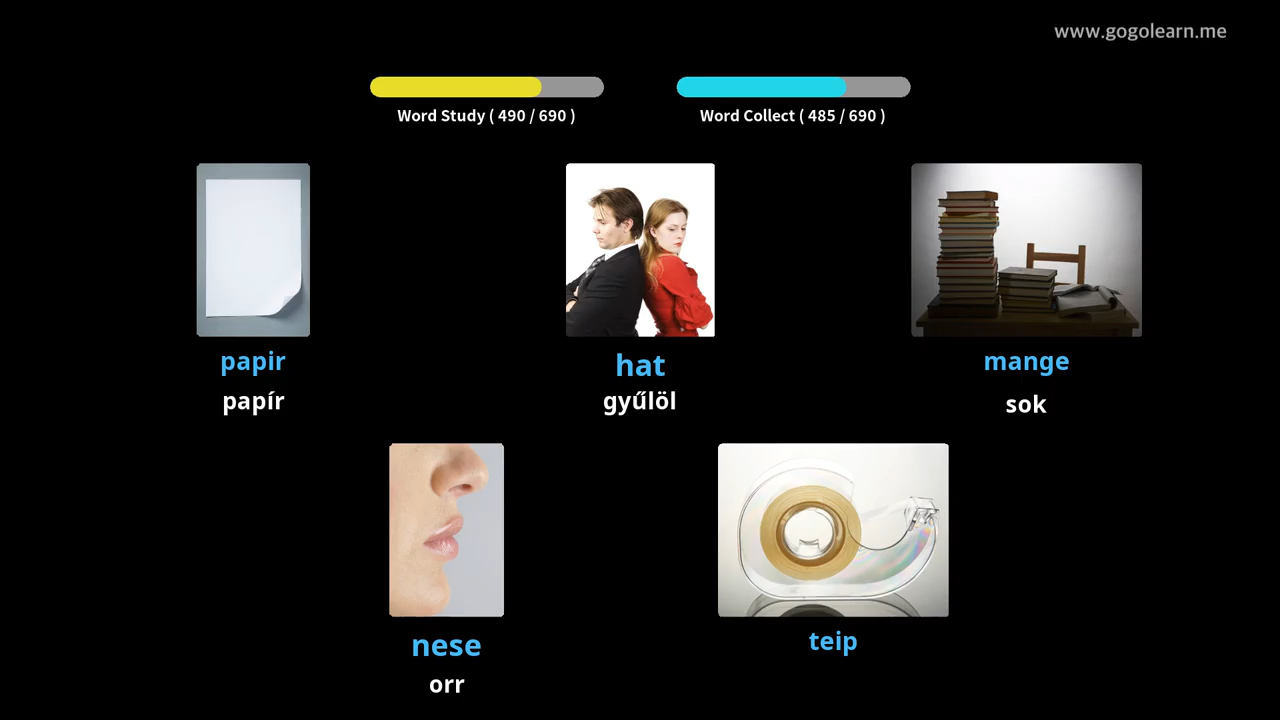 www.gogolearn.me
Word Study ( 490 / 690 )
Word Collect ( 485 / 690 )
papir
papír
hat
gyűlöl
mange
sok
nese
orr
teip